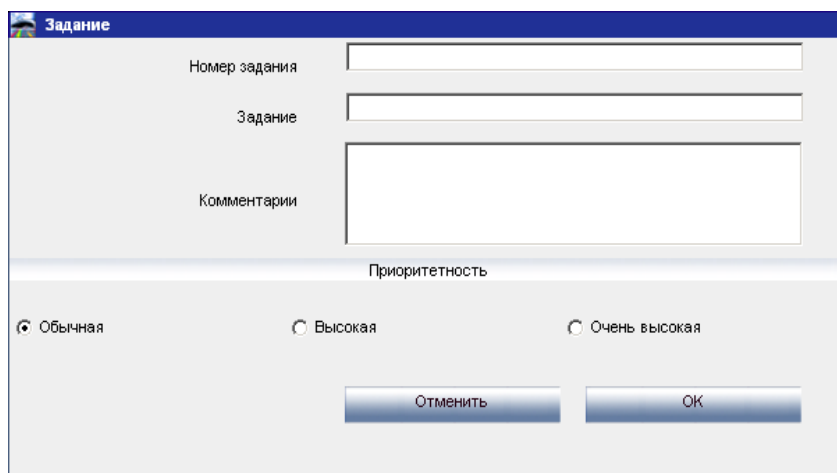 Задание
Номер задания
Задание
Комментарии
Приоритетность
Обычная Высокая Очень высокая
Отменить OK